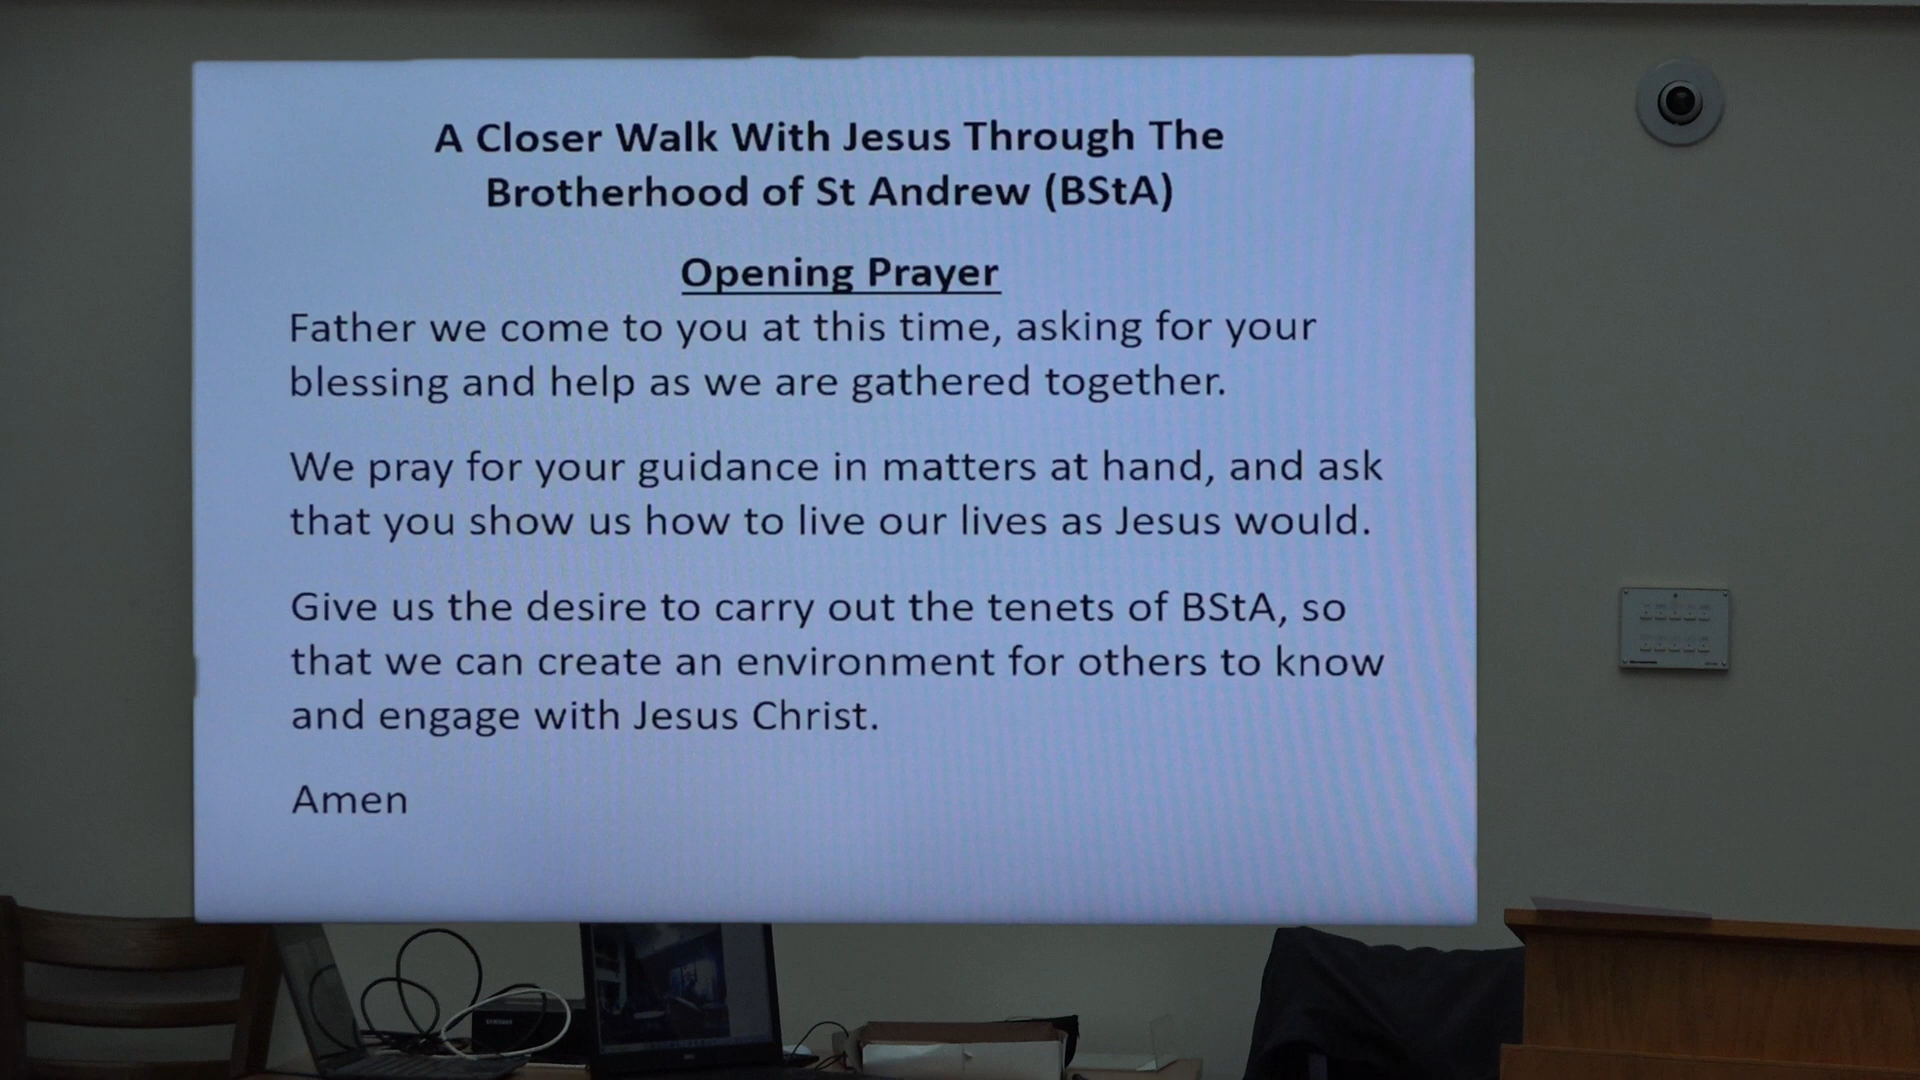 A Closer Walk With Jesus Through The
Brotherhood of St Andrew (BStA)
Opening Prayer
Father we come to you at this time, asking for your
blessing and help as we are gathered together.
We pray for your guidance in matters at hand, and ask
that you show us how to live our lives as Jesus would.
Give us the desire to carry out the tenets of BStA, so
that we can create an environment for others to know
and engage with Jesus Christ.
Amen
SAMSUNG
DELL